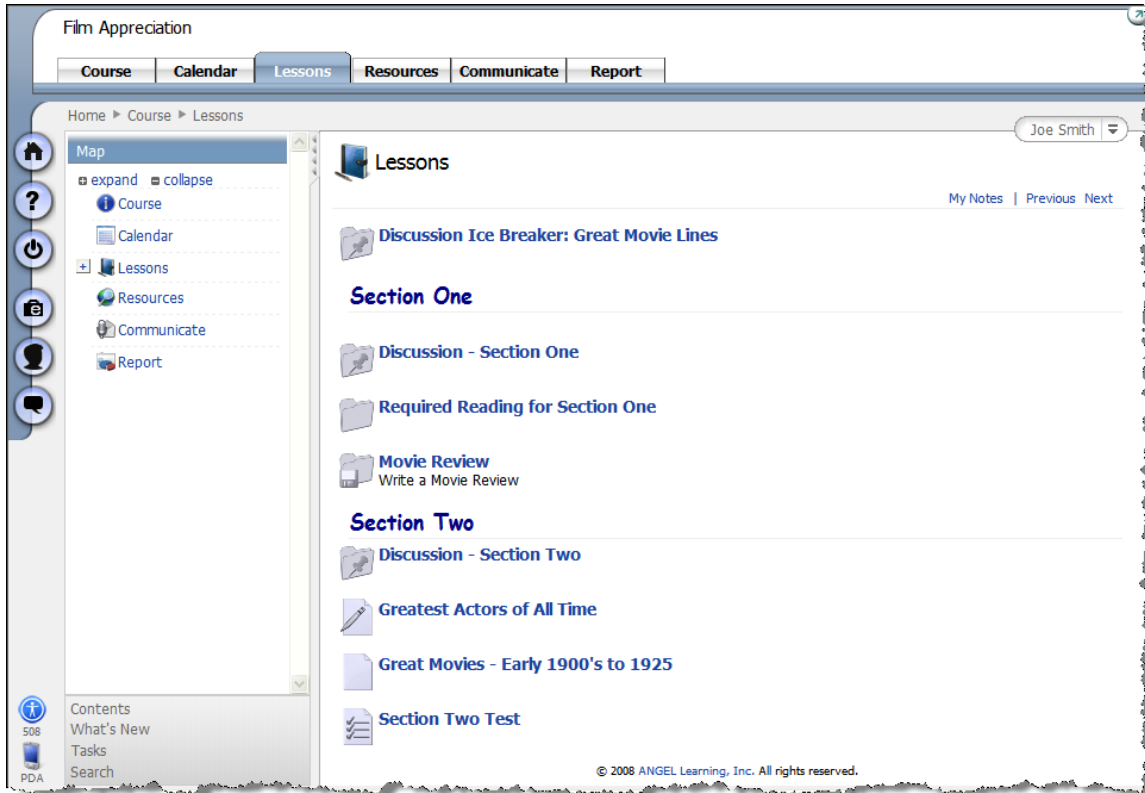 Film Appreciation
Course Calendar Lessons Resources Communicate Report
Home ▶ Course ▶ Lessons
Joe Smith
Map
expand collapse
Course
Calendar
Lessons
Resources
Communicate
Report
Contents
What's New
Tasks
Search
508
PDA
Lessons
My Notes | Previous Next
Discussion Ice Breaker: Great Movie Lines
Section One
Discussion - Section One
Required Reading for Section One
Movie Review
Write a Movie Review
Section Two
Discussion - Section Two
Greatest Actors of All Time
Great Movies - Early 1900's to 1925
Section Two Test
© 2008 ANGEL Learning, Inc. All rights reserved.